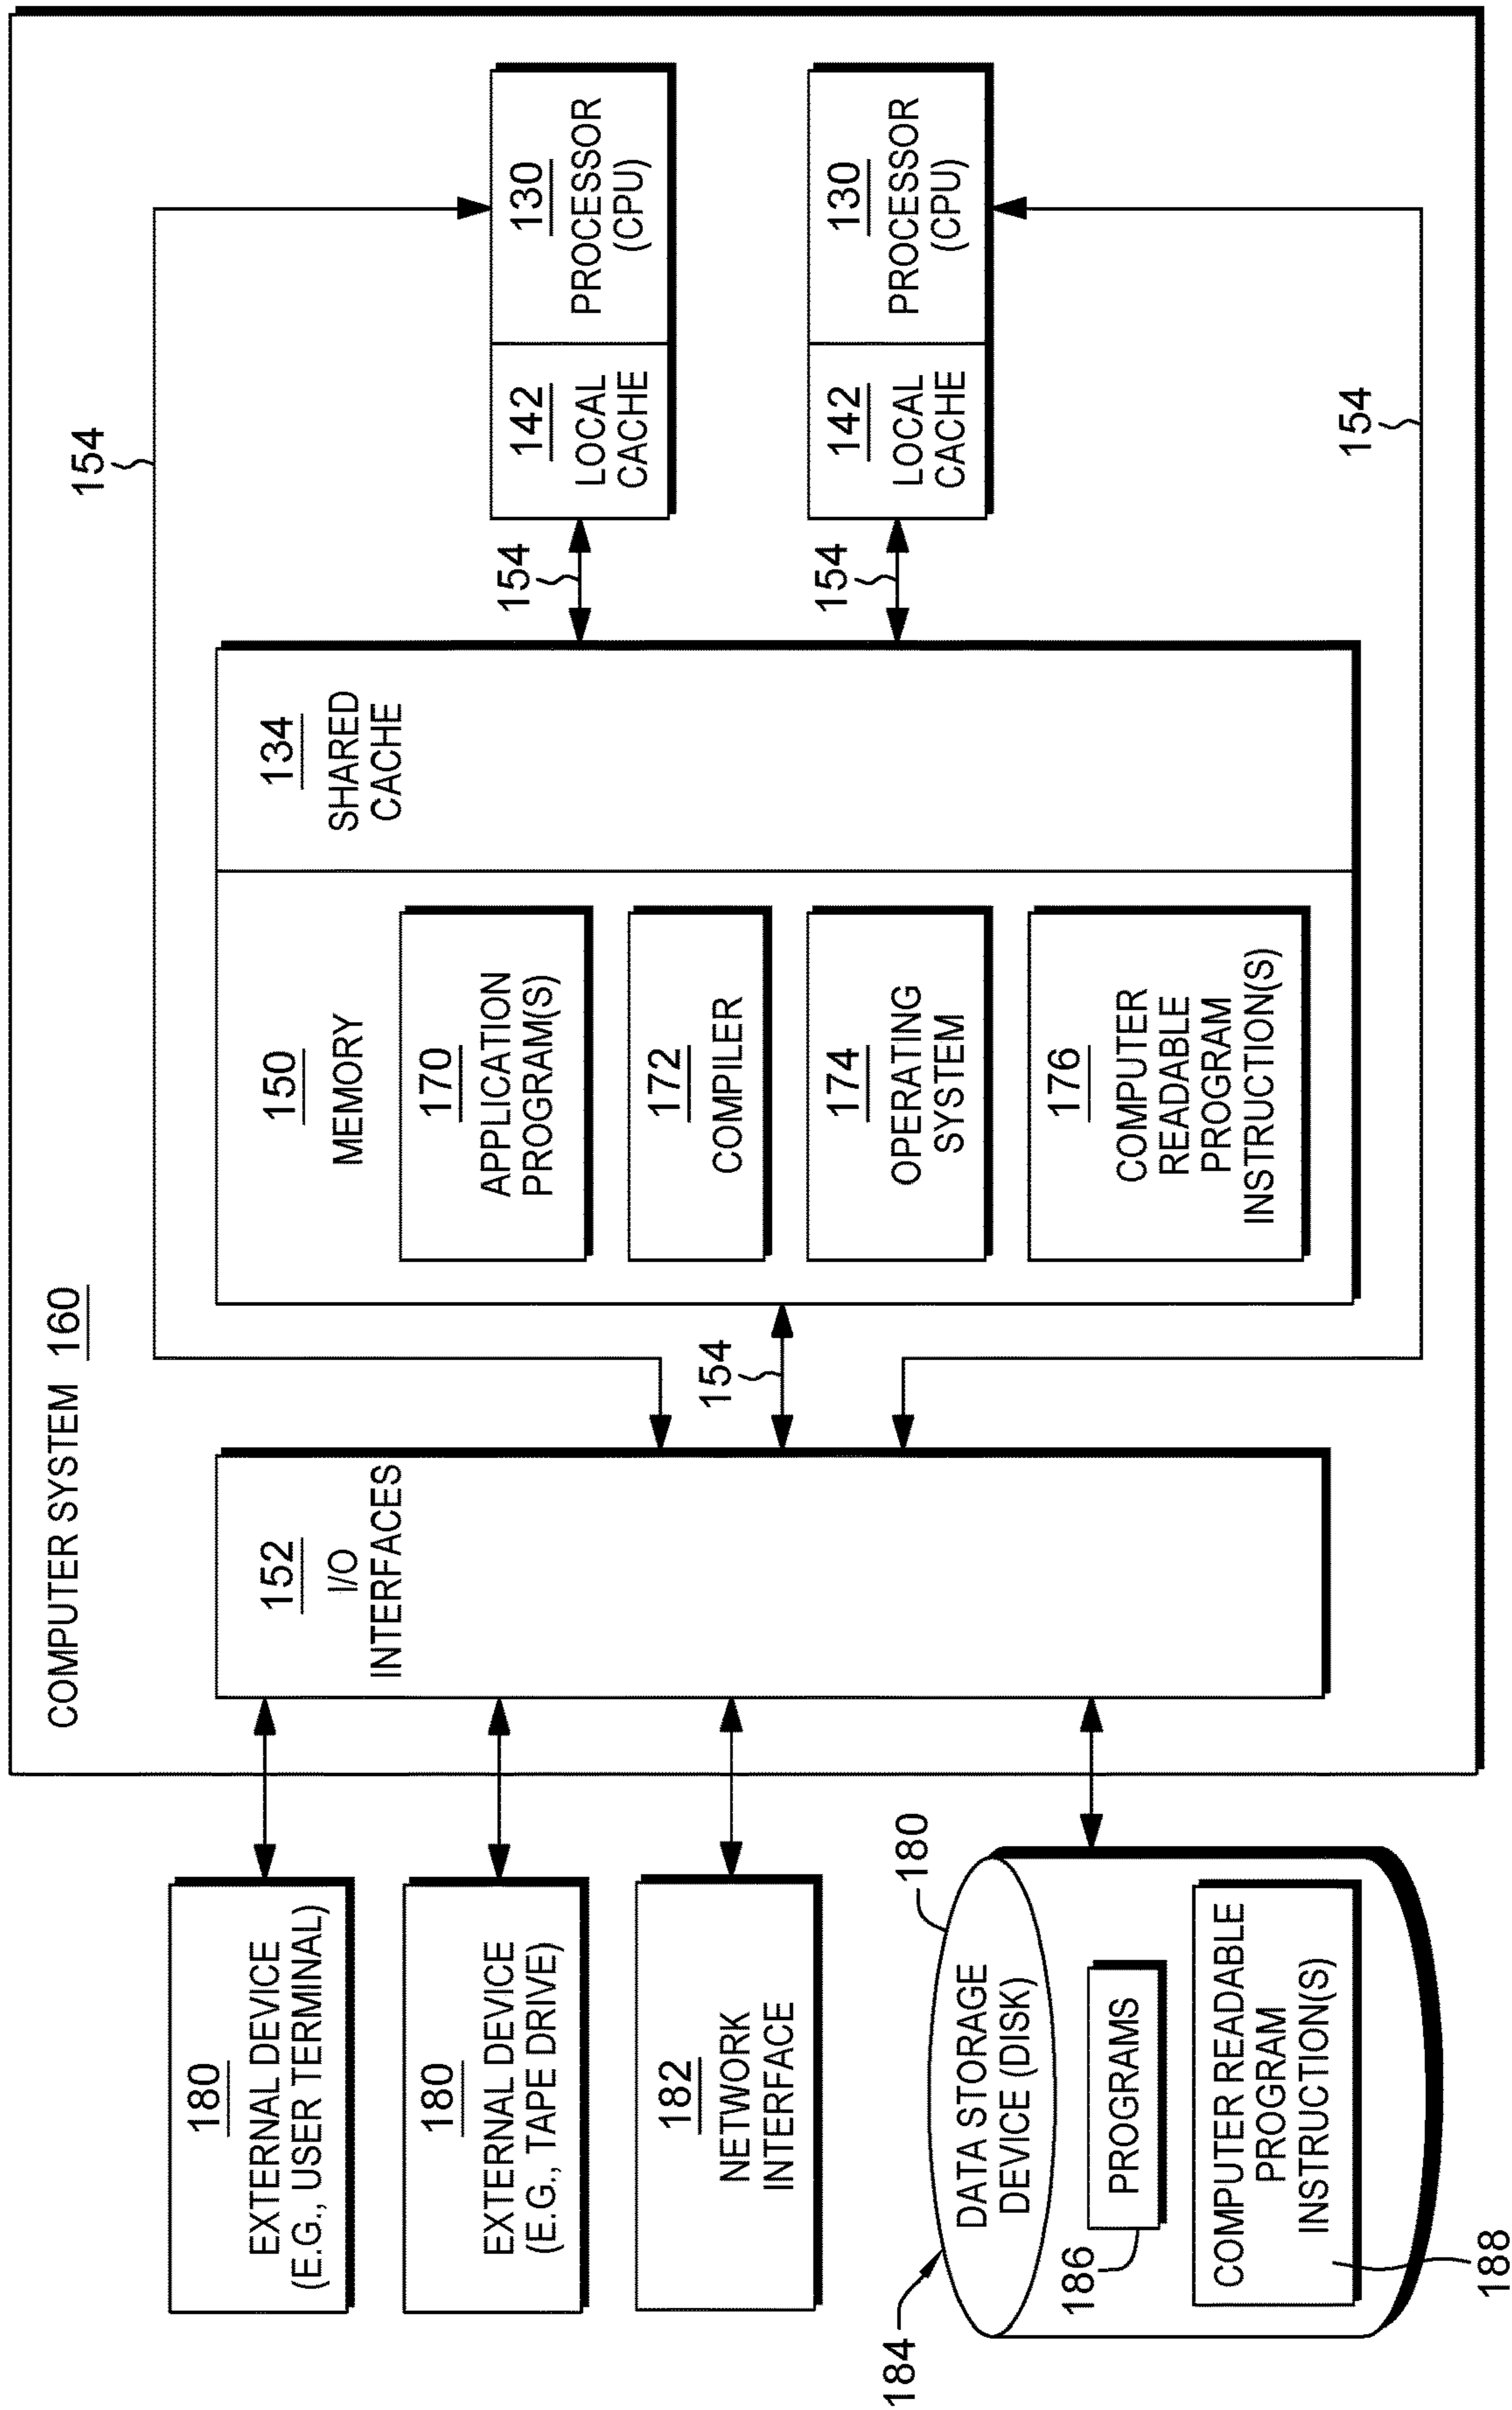 COMPUTER SYSTEM 160
154
180
EXTERNAL DEVICE
(E.G., USER TERMINAL)
180
EXTERNAL DEVICE
(E.G., TAPE DRIVE)
182
NETWORK
INTERFACE
184
180
DATA STORAGE
DEVICE (DISK)
186
PROGRAMS
COMPUTER READABLE
PROGRAM
INSTRUCTION(S)
188
152
I/O
INTERFACES
154
150
MEMORY
170
APPLICATION
PROGRAM(S)
172
COMPILER
174
OPERATING
SYSTEM
176
COMPUTER
READABLE
PROGRAM
INSTRUCTION(S)
134
SHARED
CACHE
154
154
142
LOCAL
CACHE
130
PROCESSOR
(CPU)
142
LOCAL
CACHE
130
PROCESSOR
(CPU)
154